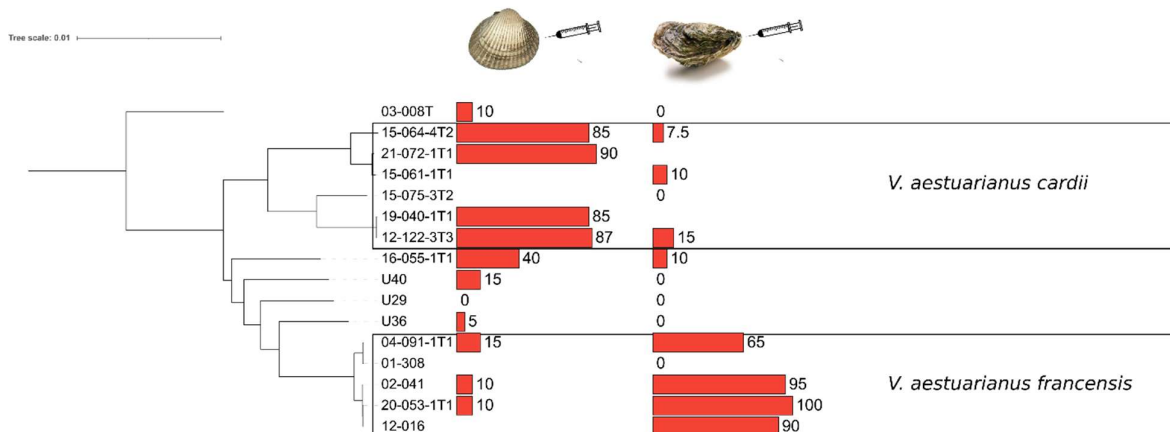 Tree scale: 0.01
03-008T 10 0
15-064-4T2 85 7.5
21-072-1T1 90
15-061-1T1 10
V. aestuarianus cardii
15-075-3T2 0
19-040-1T1 85
12-122-3T3 87 15
16-055-1T1 40 10
U40 15 0
U29 0 0
U36 5 0
04-091-1T1 15 65
01-308 0
02-041 10 95
V. aestuarianus francensis
20-053-1T1 10 100
12-016 90